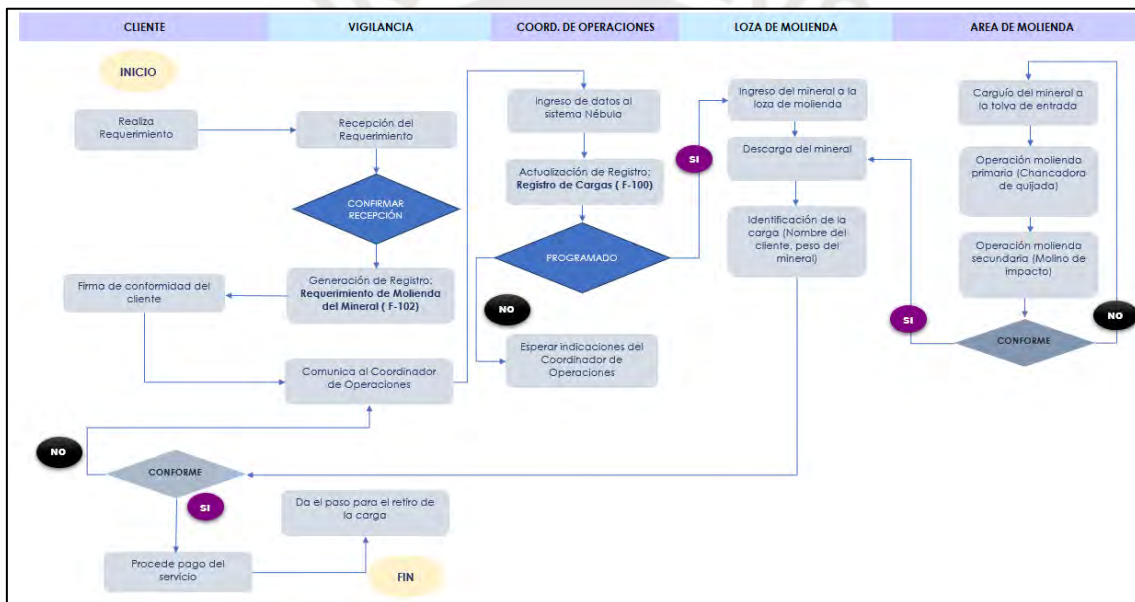 CLIENTE
VIGILANCIA
COORD. DE OPERACIONES
LOZA DE MOLIENDA
AREA DE MOLIENDA
INICIO
Realiza
Requerimiento
Recepción del
Requerimiento
CONFIRMAR
RECEPCIÓN
Generación de Registro:
Requerimiento de Molienda
del Mineral ( F-102)
Firma de conformidad del
cliente
Comunica al Coordinador
de Operaciones
Ingreso de datos al
sistema Nébula
Actualización de Registro:
Registro de Cargas ( F-100)
PROGRAMADO
SI
NO
Esperar indicaciones del
Coordinador de
Operaciones
Ingreso del mineral a la
loza de molienda
Descarga del mineral
Identificación de la
carga (Nombre del
cliente, peso del
mineral)
Carguío del mineral a
la tolva de entrada
Operación molienda
primaria (Chancadora
de quijada)
Operación molienda
secundaria (Molino de
impacto)
CONFORME
SI
NO
CONFORME
NO
SI
Procede pago del
servicio
Da el paso para el retiro de
la carga
FIN